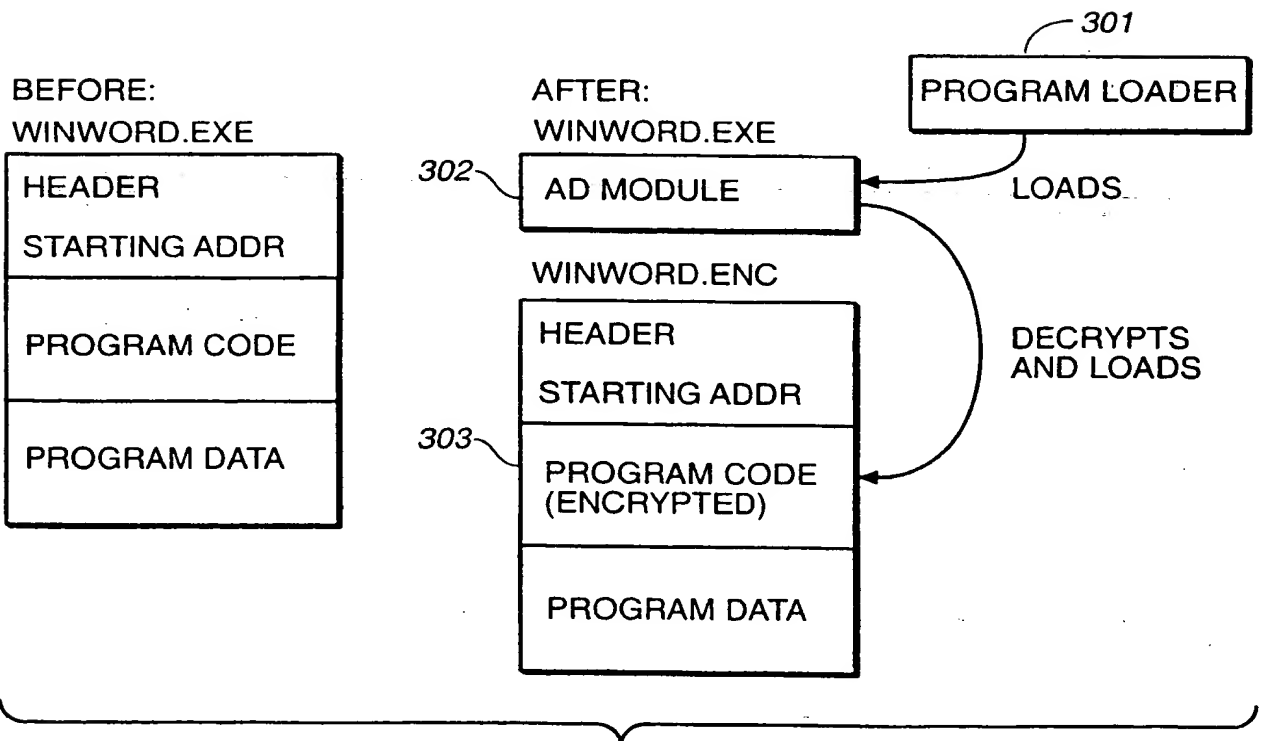 301
PROGRAM LOADER
BEFORE:
WINWORD.EXE
HEADER
STARTING ADDR
PROGRAM CODE
PROGRAM DATA
AFTER:
WINWORD.EXE
302
AD MODULE
LOADS
WINWORD.ENC
HEADER
STARTING ADDR
DECRYPTS
AND LOADS
303
PROGRAM CODE
(ENCRYPTED)
PROGRAM DATA